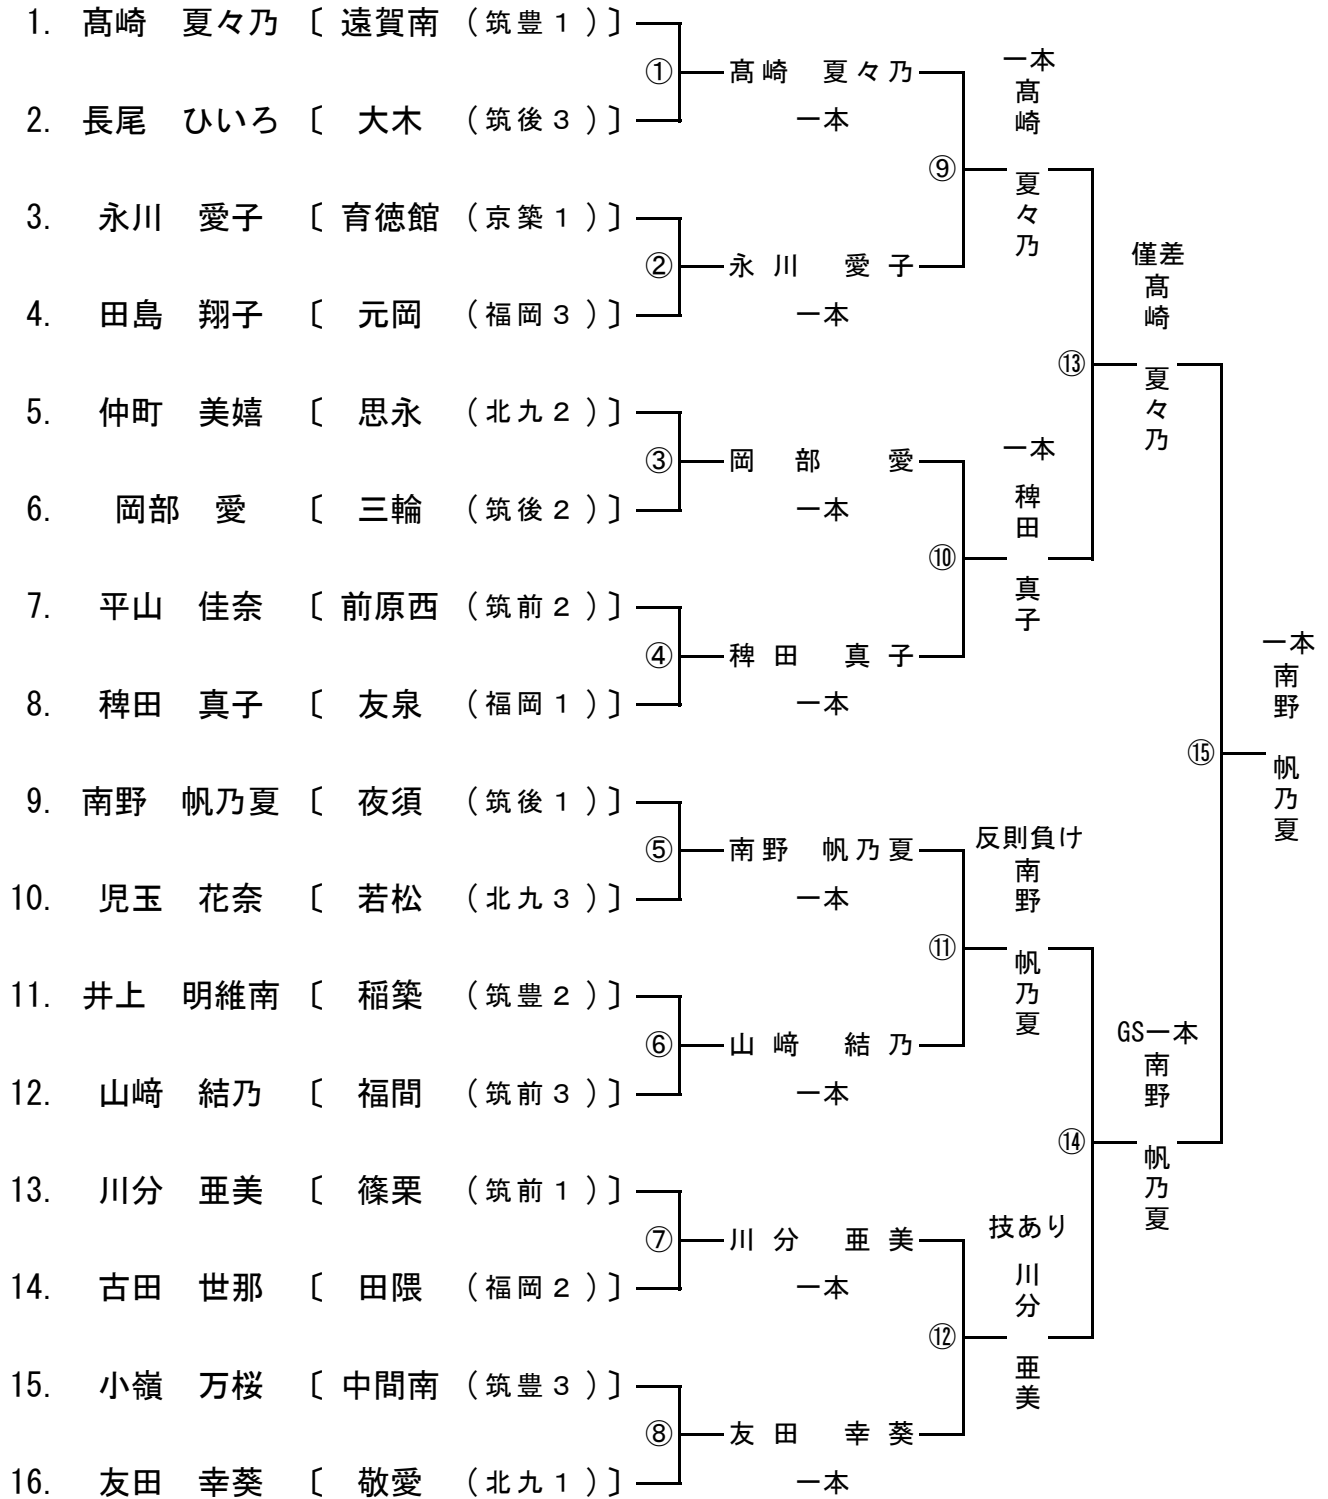 1. 髙崎 夏々乃 〔 遠賀南 (筑豊1)〕
① 髙崎 夏々乃
一本
2. 長尾 ひいろ 〔 大木 (筑後3)〕
⑨ 一本 髙崎 夏々乃
3. 永川 愛子 〔 育徳館 (京築1)〕
② 永川 愛子
一本
4. 田島 翔子 〔 元岡 (福岡3)〕
⑬ 僅差 髙崎 夏々乃
5. 仲町 美嬉 〔 思永 (北九2)〕
③ 岡部 愛
一本
6. 岡部 愛 〔 三輪 (筑後2)〕
⑩ 一本 稗田 真子
7. 平山 佳奈 〔 前原西 (筑前2)〕
④ 稗田 真子
一本
8. 稗田 真子 〔 友泉 (福岡1)〕
⑮ 一本 南野 帆乃夏
9. 南野 帆乃夏 〔 夜須 (筑後1)〕
⑤ 南野 帆乃夏
一本
10. 児玉 花奈 〔 若松 (北九3)〕
⑪ 反則負け 南野 帆乃夏
11. 井上 明維南 〔 稲築 (筑豊2)〕
⑥ 山﨑 結乃
一本
12. 山﨑 結乃 〔 福間 (筑前3)〕
⑭ GS一本 南野 帆乃夏
13. 川分 亜美 〔 篠栗 (筑前1)〕
⑦ 川分 亜美
一本
14. 古田 世那 〔 田隈 (福岡2)〕
⑫ 技あり 川分 亜美
15. 小嶺 万桜 〔 中間南 (筑豊3)〕
⑧ 友田 幸葵
一本
16. 友田 幸葵 〔 敬愛 (北九1)〕